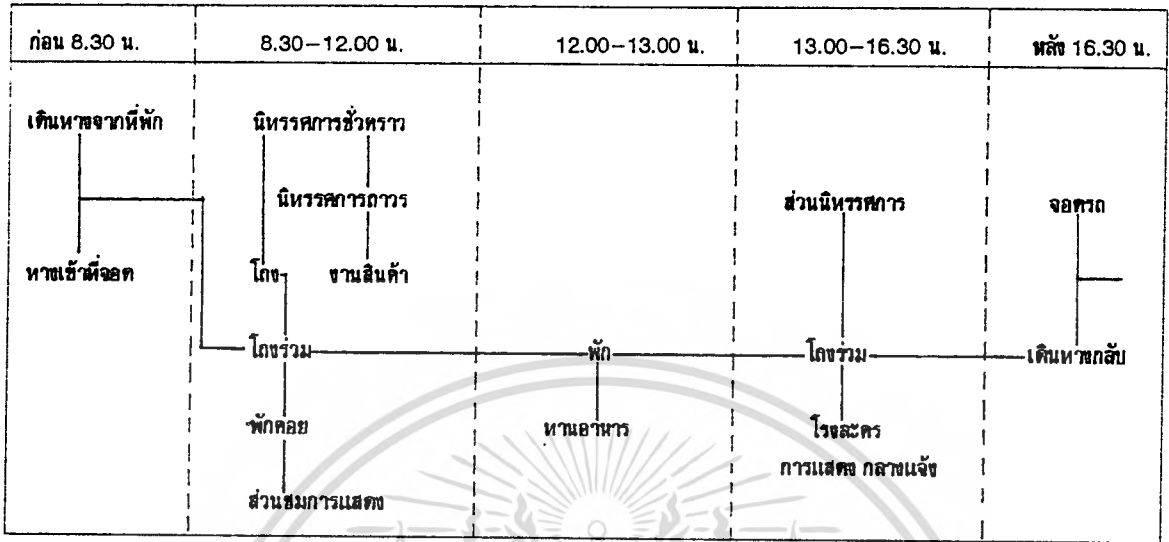 ก่อน 8.30 น. 8.30–12.00 น. 12.00–13.00 น. 13.00–16.30 น. หลัง 16.30 น.
เดินทางจากที่พัก นิทรรศการชั่วคราว
นิทรรศการถาวร ส่วนนิทรรศการ จอดรถ
ทางเข้าที่จอด โถง งานสินค้า
โถงรวม พัก โถงรวม เดินทางกลับ
พักคอย ทานอาหาร โรงละคร
การแสดง กลางแจ้ง
ส่วนชมการแสดง